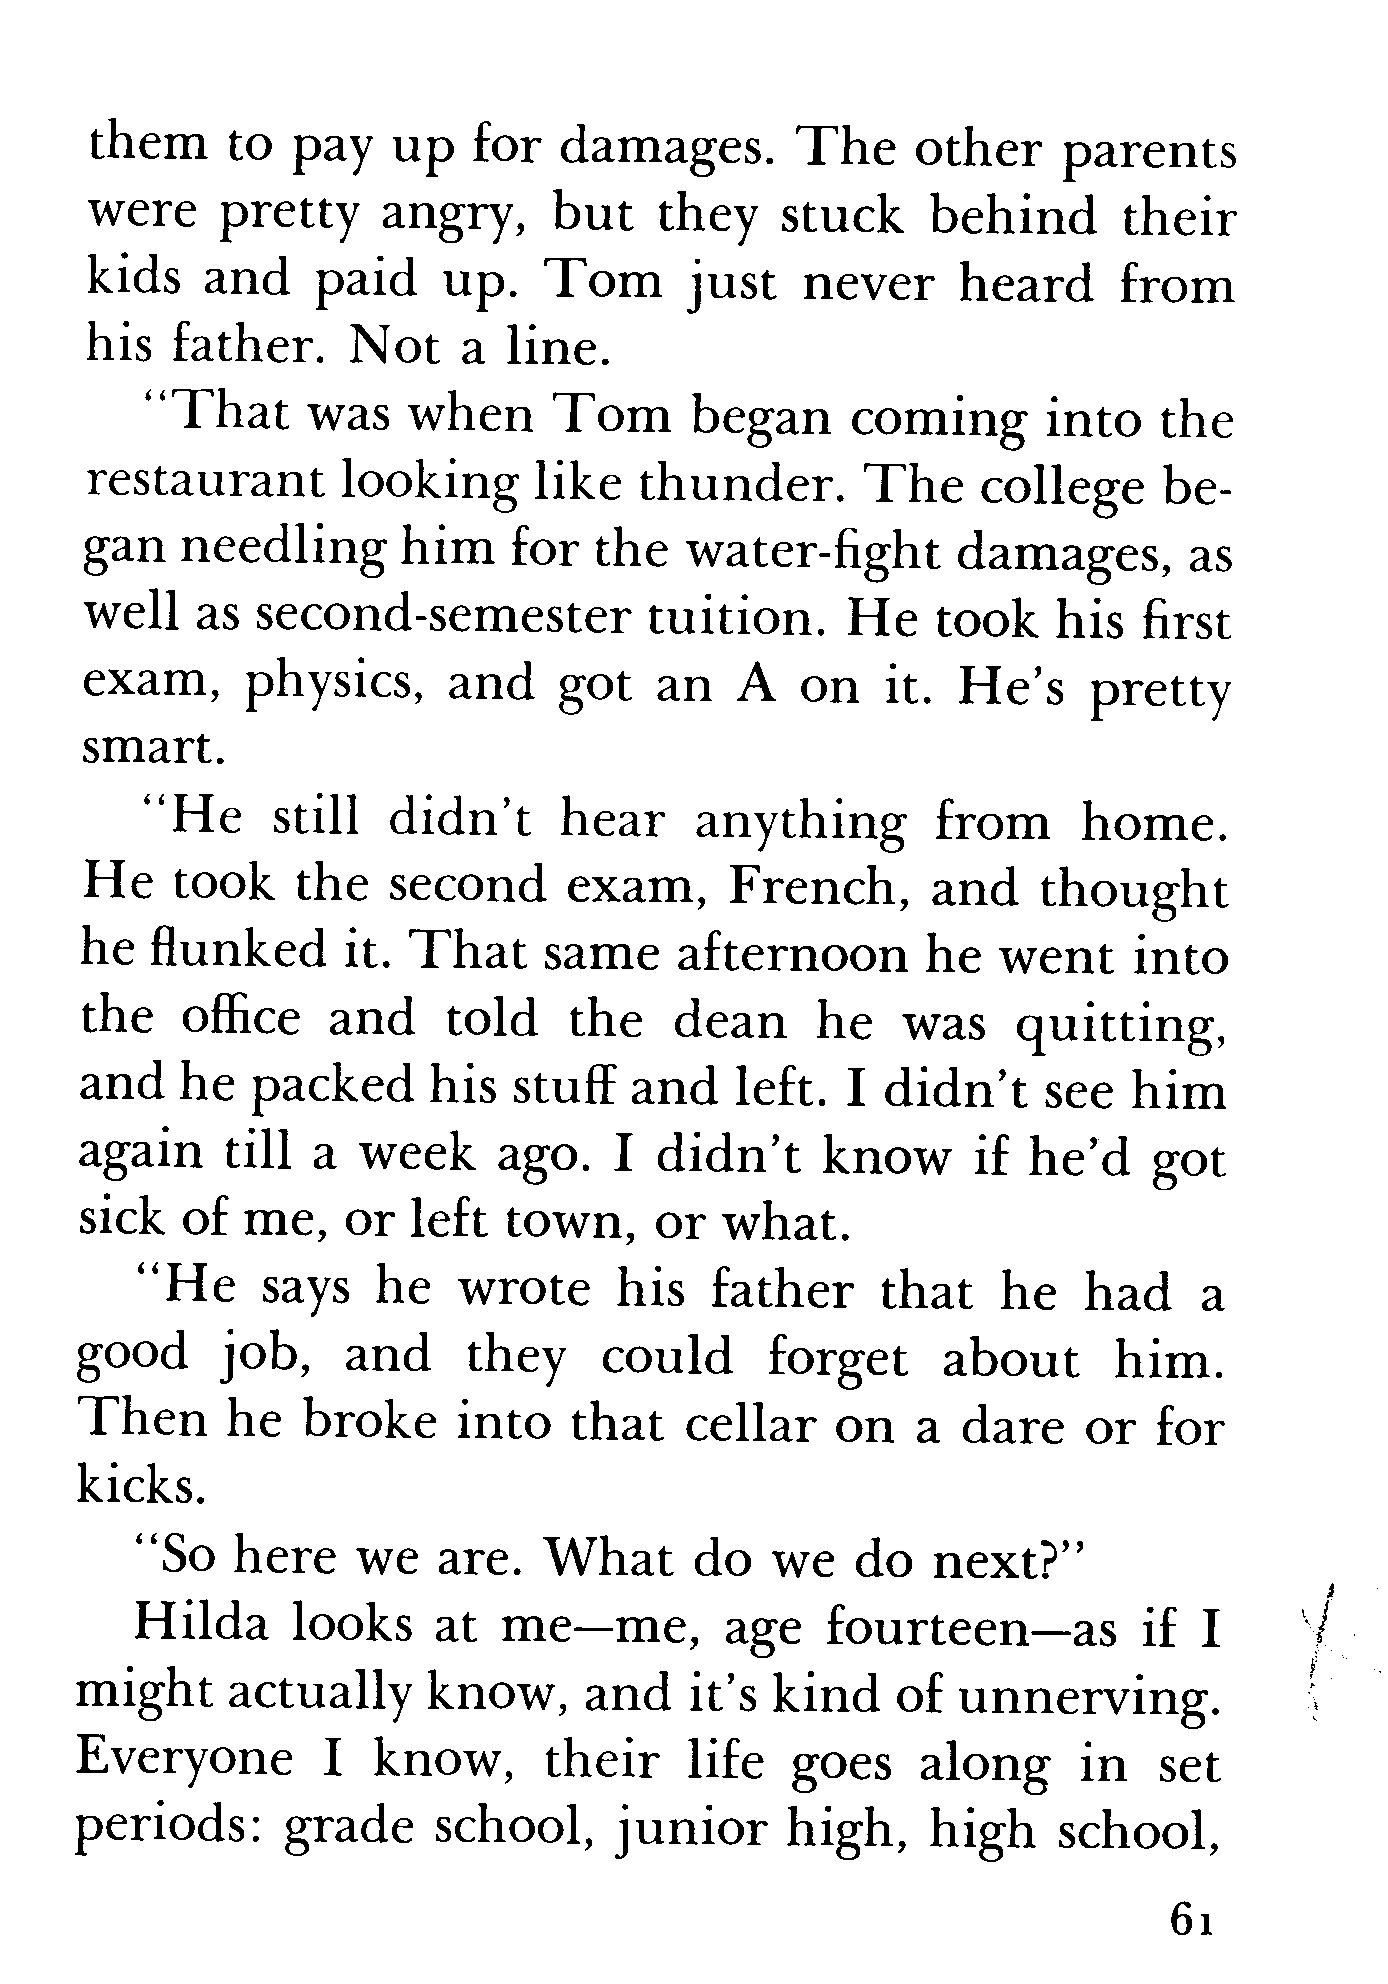 them to pay up for damages. The other parents
were pretty angry, but they stuck behind their
kids and paid up. Tom just never heard from
his father. Not a line.
“That was when Tom began coming into the
restaurant looking like thunder. The college be-
gan needling him for the water-fight damages, as
well as second-semester tuition. He took his first
exam, physics, and got an A on it. He’s pretty
smart.
“He still didn’t hear anything from home.
He took the second exam, French, and thought
he flunked it. That same afternoon he went into
the office and told the dean he was quitting,
and he packed his stuff and left. I didn’t see him
again till a week ago. I didn’t know if he’d got
sick of me, or left town, or what.
“He says he wrote his father that he had a
good job, and they could forget about him.
Then he broke into that cellar on a dare or for
kicks.
“So here we are. What do we do next?”
Hilda looks at me—me, age fourteen—as if I
might actually know, and it’s kind of unnerving.
Everyone I know, their life goes along in set
periods: grade school, junior high, high school,
61